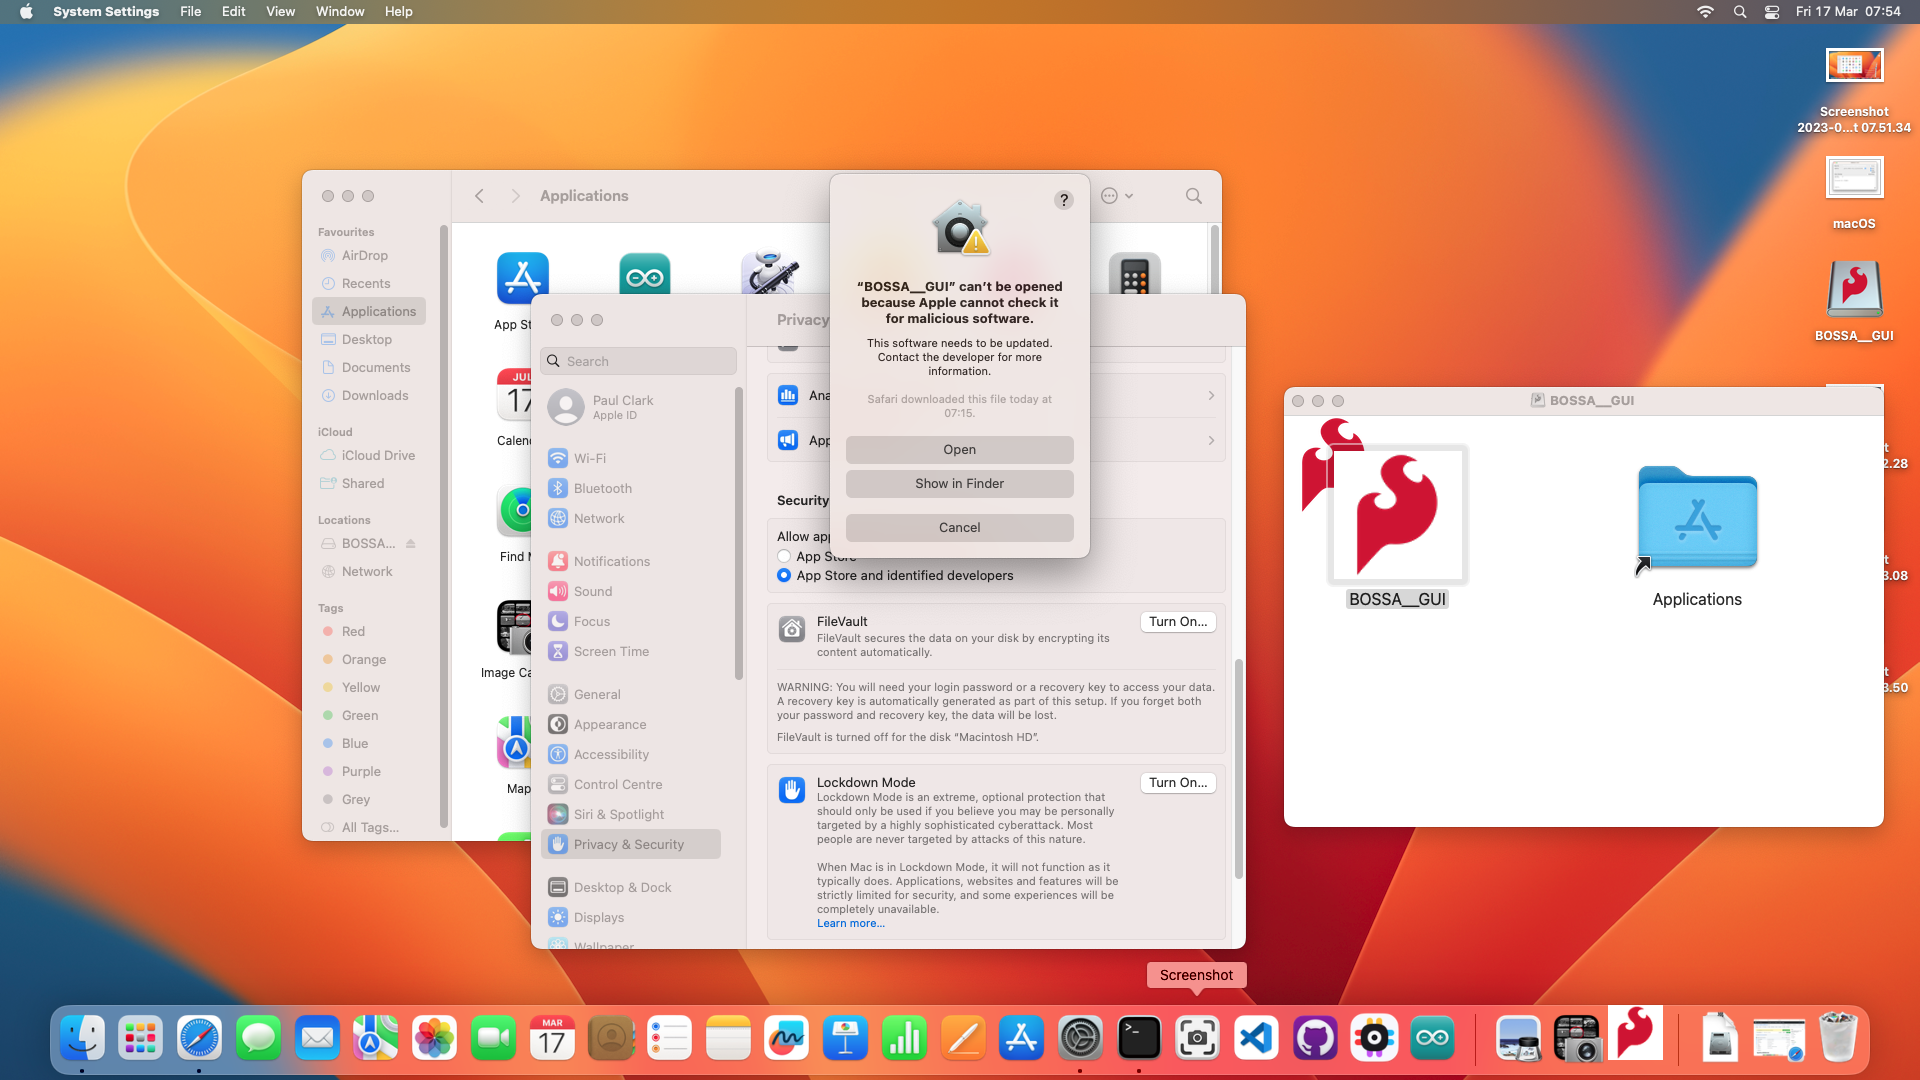 System Settings File Edit View Window Help
Fri 17 Mar 07:54
Screenshot
2023-0...t 07.51.34
macOS
BOSSA__GUI
Applications
Favourites
AirDrop
Recents
Applications
Desktop
Documents
Downloads
iCloud
iCloud Drive
Shared
Locations
BOSSA...
Network
Tags
Red
Orange
Yellow
Green
Blue
Purple
Grey
All Tags...
App St
JUL
17
Calend
Find M
Image Ca
Map
Privacy
Search
Paul Clark
Apple ID
Wi-Fi
Bluetooth
Network
Notifications
Sound
Focus
Screen Time
General
Appearance
Accessibility
Control Centre
Siri & Spotlight
Privacy & Security
Desktop & Dock
Displays
Wallpaper
Ana
App
Security
Allow app
App Store
App Store and identified developers
FileVault
Turn On...
FileVault secures the data on your disk by encrypting its
content automatically.
WARNING: You will need your login password or a recovery key to access your data.
A recovery key is automatically generated as part of this setup. If you forget both
your password and recovery key, the data will be lost.
FileVault is turned off for the disk “Macintosh HD”.
Lockdown Mode
Turn On...
Lockdown Mode is an extreme, optional protection that
should only be used if you believe you may be personally
targeted by a highly sophisticated cyberattack. Most
people are never targeted by attacks of this nature.
When Mac is in Lockdown Mode, it will not function as it
typically does. Applications, websites and features will be
strictly limited for security, and some experiences will be
completely unavailable.
Learn more...
?
“BOSSA__GUI” can’t be opened
because Apple cannot check it
for malicious software.
This software needs to be updated.
Contact the developer for more
information.
Safari downloaded this file today at
07:15.
Open
Show in Finder
Cancel
BOSSA__GUI
BOSSA__GUI
Applications
t
2.28
t
3.08
t
3.50
Screenshot
MAR
17